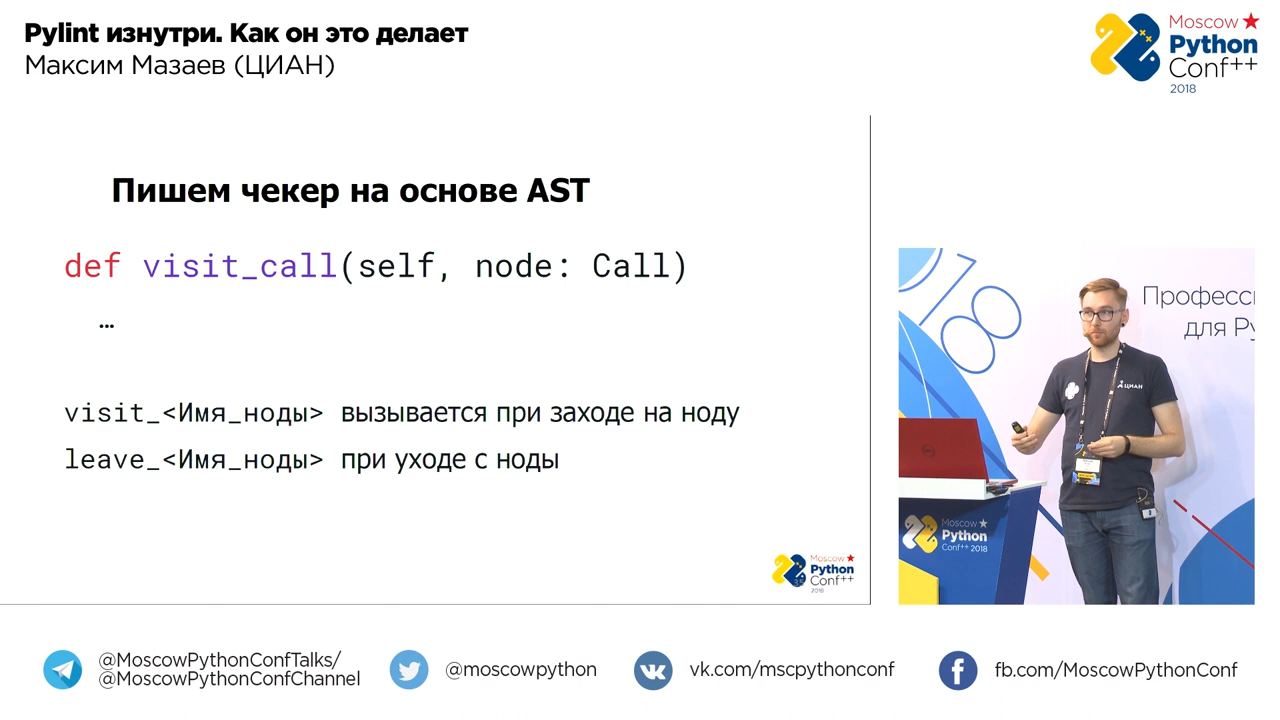 Pylint изнутри. Как он это делает
Максим Мазаев (ЦИАН)
Moscow
Python
Conf++
2018
Пишем чекер на основе AST
def visit_call(self, node: Call)
…
visit_<Имя_ноды> вызывается при заходе на ноду
leave_<Имя_ноды> при уходе с ноды
Moscow
Python
Conf++
2018
18
Професс
для Py
ЦИАН
Moscow
Python
Conf++ 2018
@MoscowPythonConfTalks/
@MoscowPythonConfChannel
@moscowpython
vk.com/mscpythonconf
fb.com/MoscowPythonConf